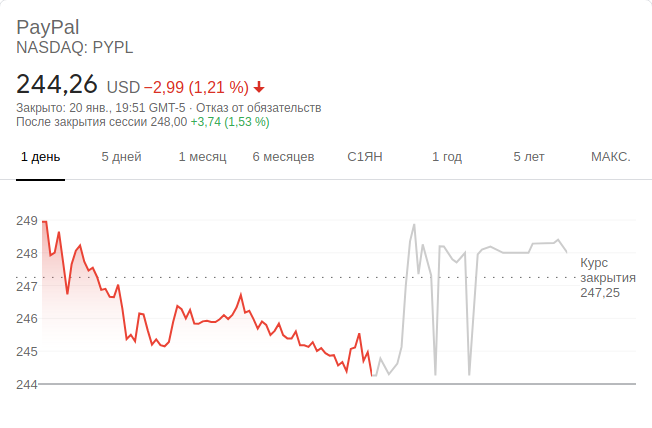 PayPal
NASDAQ: PYPL
244,26 USD −2,99 (1,21 %)
Закрыто: 20 янв., 19:51 GMT-5 · Отказ от обязательств
После закрытия сессии 248,00 +3,74 (1,53 %)
1 день 5 дней 1 месяц 6 месяцев С1ЯН 1 год 5 лет МАКС.
249
248
247
246
245
244
Курс
закрытия
247,25